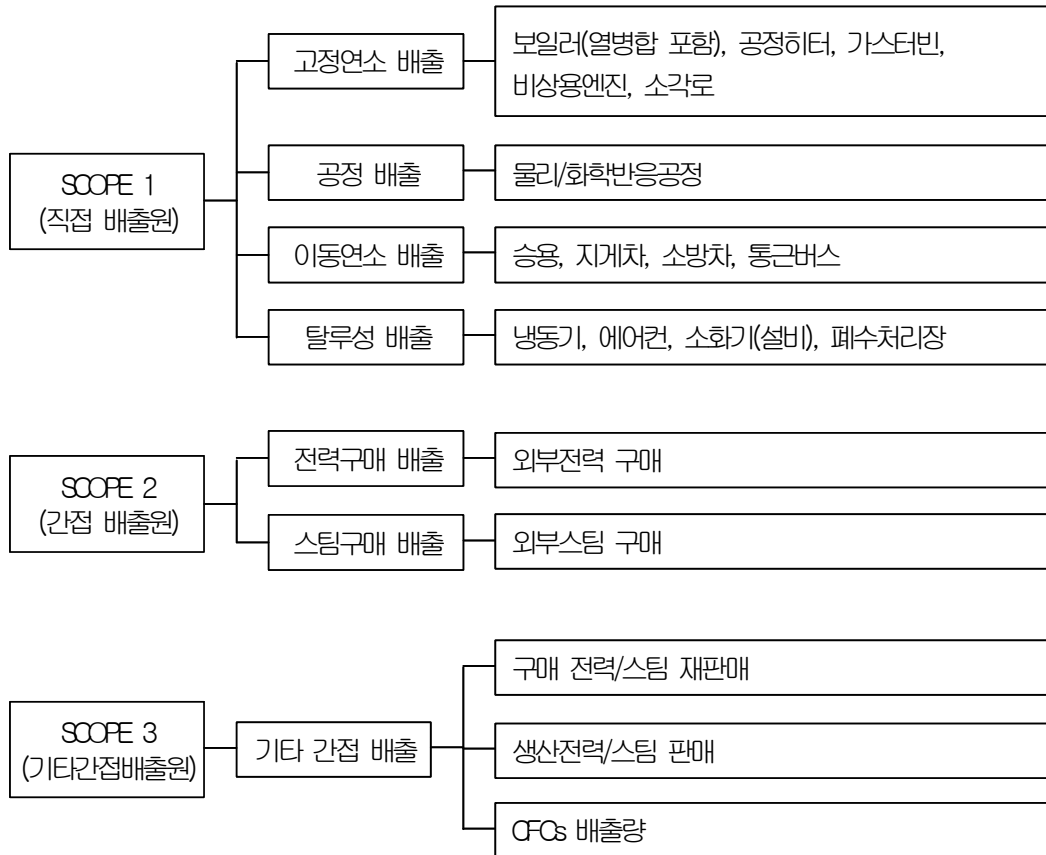 고정연소 배출
보일러(열병합 포함), 공정히터, 가스터빈,
비상용엔진, 소각로
SCOPE 1
(직접 배출원)
공정 배출
물리/화학반응공정
이동연소 배출
승용, 지게차, 소방차, 통근버스
탈루성 배출
냉동기, 에어컨, 소화기(설비), 폐수처리장
SCOPE 2
(간접 배출원)
전력구매 배출
외부전력 구매
스팀구매 배출
외부스팀 구매
SCOPE 3
(기타간접배출원)
기타 간접 배출
구매 전력/스팀 재판매
생산전력/스팀 판매
CFCs 배출량